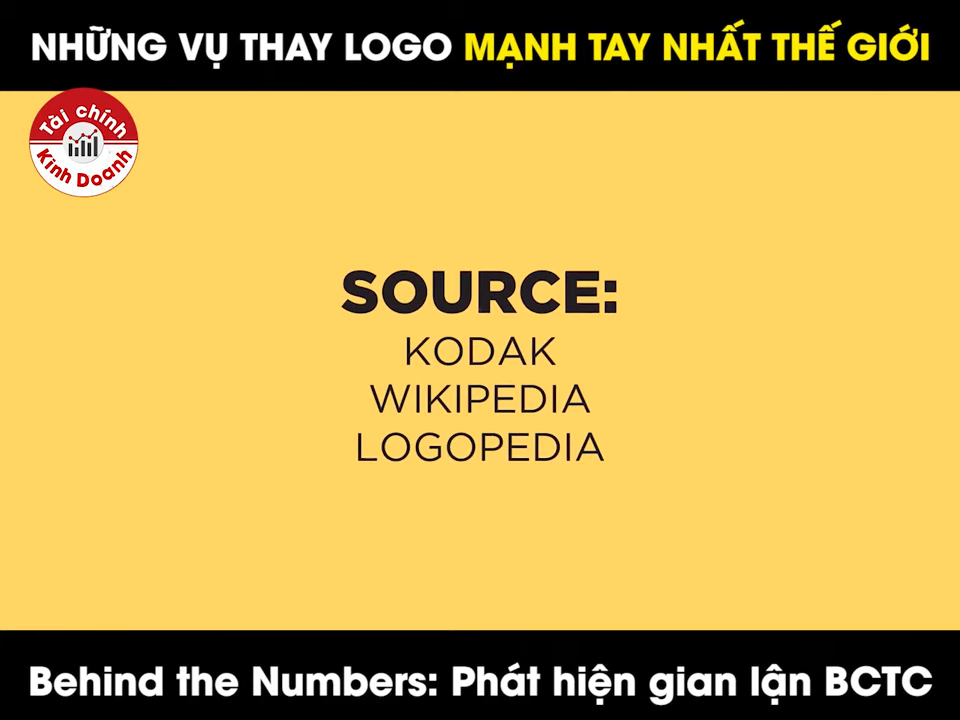 NHỮNG VỤ THAY LOGO MẠNH TAY NHẤT THẾ GIỚI
Tài chính
Kinh Doanh
SOURCE:
KODAK
WIKIPEDIA
LOGOPEDIA
Behind the Numbers: Phát hiện gian lận BCTC